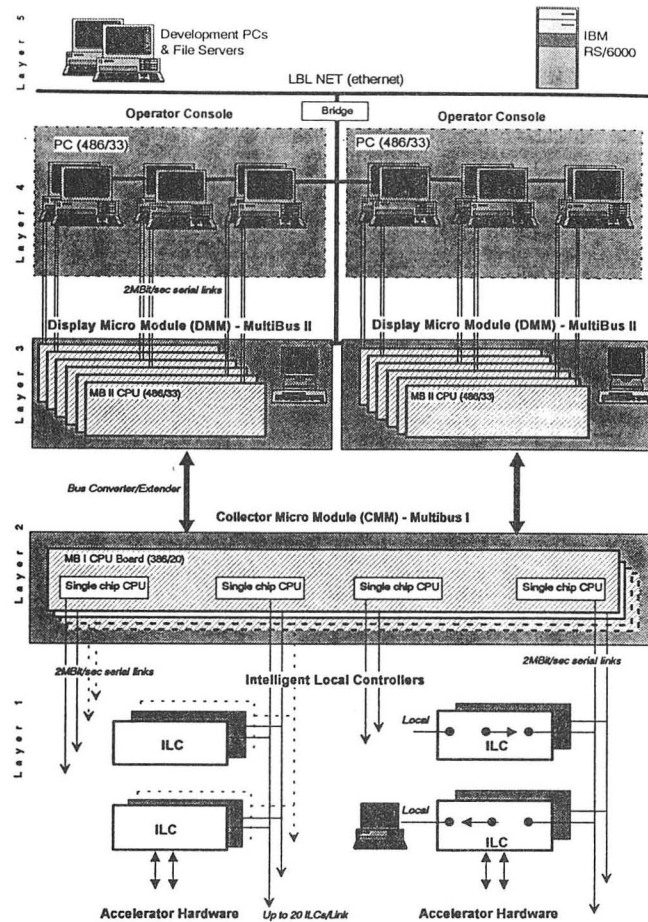 Layer 5
Development PCs
& File Servers
IBM
RS/6000
LBL NET (ethernet)
Bridge
Operator Console
Operator Console
Layer 4
PC (486/33)
PC (486/33)
2MBit/sec serial links
Display Micro Module (DMM) - MultiBus II
Display Micro Module (DMM) - MultiBus II
Layer 3
MB II CPU (486/33)
MB II CPU (486/33)
Bus Converter/Extender
Collector Micro Module (CMM) - Multibus I
Layer 2
MB I CPU Board (386/20)
Single chip CPU
Single chip CPU
Single chip CPU
Single chip CPU
2MBit/sec serial links
2MBit/sec serial links
Intelligent Local Controllers
Layer 1
ILC
Local
ILC
ILC
Local
ILC
Accelerator Hardware
Up to 20 ILCs/Link
Accelerator Hardware